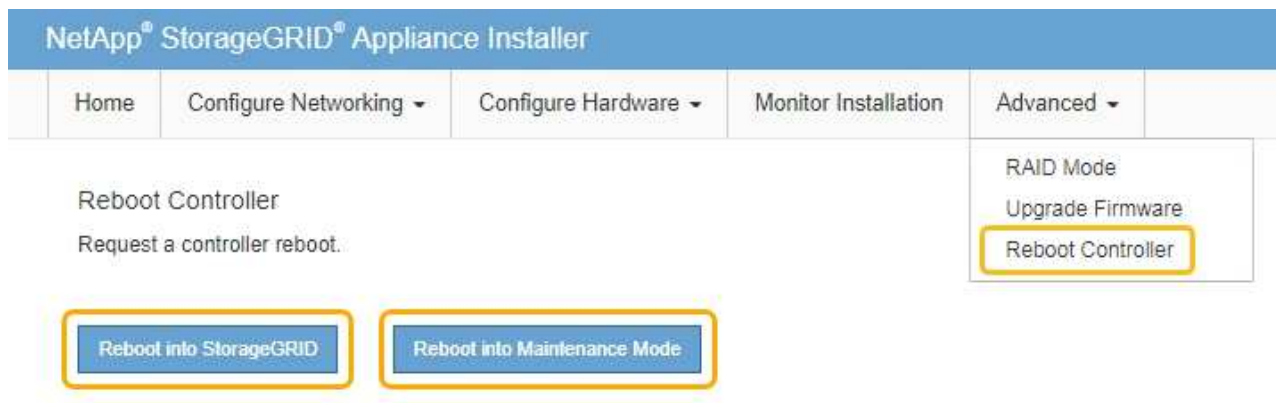 NetApp® StorageGRID® Appliance Installer
Home Configure Networking Configure Hardware Monitor Installation Advanced
RAID Mode
Upgrade Firmware
Reboot Controller
Reboot Controller
Request a controller reboot.
Reboot into StorageGRID Reboot into Maintenance Mode